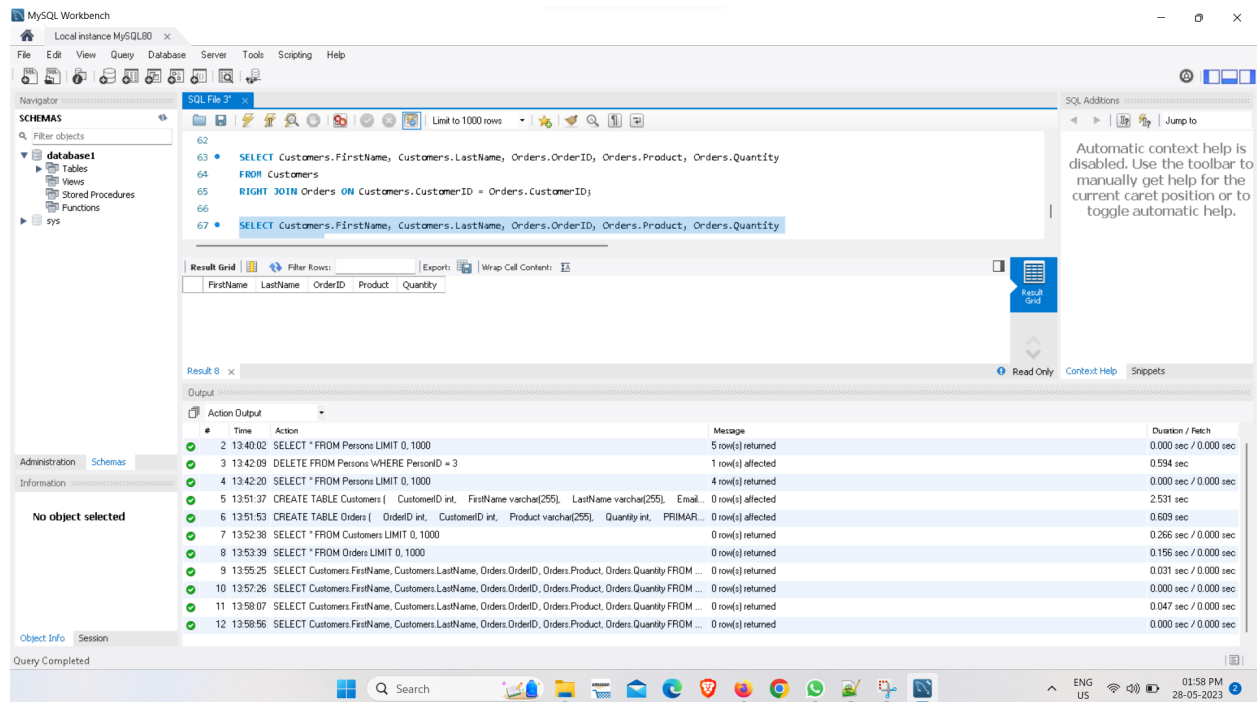 MySQL Workbench
Local instance MySQL80
File Edit View Query Database Server Tools Scripting Help
Navigator
SCHEMAS
Filter objects
database1
Tables
Views
Stored Procedures
Functions
sys
Administration Schemas
Information
No object selected
Object Info Session
Query Completed
SQL File 3*
Limit to 1000 rows
62
63 SELECT Customers.FirstName, Customers.LastName, Orders.OrderID, Orders.Product, Orders.Quantity
64 FROM Customers
65 RIGHT JOIN Orders ON Customers.CustomerID = Orders.CustomerID;
66
67 SELECT Customers.FirstName, Customers.LastName, Orders.OrderID, Orders.Product, Orders.Quantity
Result Grid Filter Rows: Export: Wrap Cell Content:
FirstName LastName OrderID Product Quantity
Result Grid
Result 8
Read Only
SQL Additions
Jump to
Automatic context help is
disabled. Use the toolbar to
manually get help for the
current caret position or to
toggle automatic help.
Context Help Snippets
Output
Action Output
# Time Action Message Duration / Fetch
2 13:40:02 SELECT * FROM Persons LIMIT 0, 1000 5 row(s) returned 0.000 sec / 0.000 sec
3 13:42:09 DELETE FROM Persons WHERE PersonID = 3 1 row(s) affected 0.594 sec
4 13:42:20 SELECT * FROM Persons LIMIT 0, 1000 4 row(s) returned 0.000 sec / 0.000 sec
5 13:51:37 CREATE TABLE Customers ( CustomerID int, FirstName varchar(255), LastName varchar(255), Email... 0 row(s) affected 2.531 sec
6 13:51:53 CREATE TABLE Orders ( OrderID int, CustomerID int, Product varchar(255), Quantity int, PRIMAR... 0 row(s) affected 0.609 sec
7 13:52:38 SELECT * FROM Customers LIMIT 0, 1000 0 row(s) returned 0.266 sec / 0.000 sec
8 13:53:39 SELECT * FROM Orders LIMIT 0, 1000 0 row(s) returned 0.156 sec / 0.000 sec
9 13:55:25 SELECT Customers.FirstName, Customers.LastName, Orders.OrderID, Orders.Product, Orders.Quantity FROM ... 0 row(s) returned 0.031 sec / 0.000 sec
10 13:57:26 SELECT Customers.FirstName, Customers.LastName, Orders.OrderID, Orders.Product, Orders.Quantity FROM ... 0 row(s) returned 0.000 sec / 0.000 sec
11 13:58:07 SELECT Customers.FirstName, Customers.LastName, Orders.OrderID, Orders.Product, Orders.Quantity FROM ... 0 row(s) returned 0.047 sec / 0.000 sec
12 13:58:56 SELECT Customers.FirstName, Customers.LastName, Orders.OrderID, Orders.Product, Orders.Quantity FROM ... 0 row(s) returned 0.000 sec / 0.000 sec
Search
amazon
ENG
US
01:58 PM
28-05-2023
2